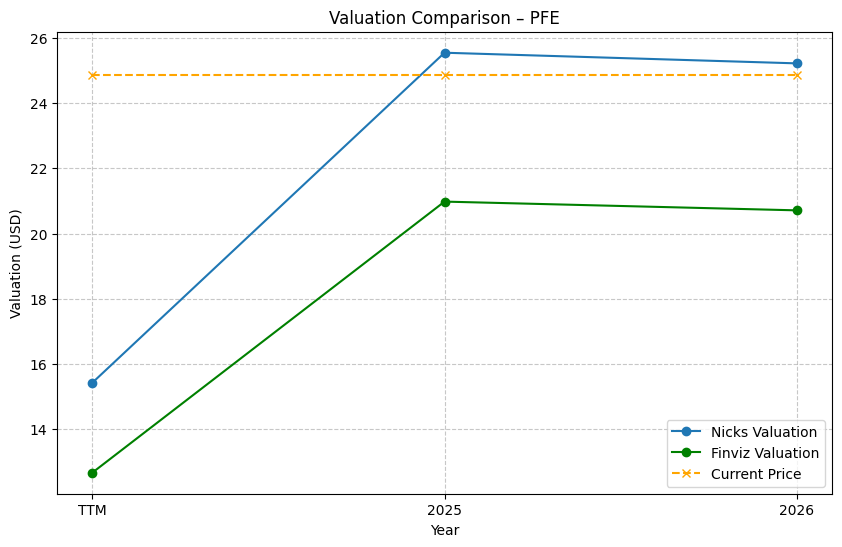 Valuation Comparison – PFE
Valuation (USD)
26
24
22
20
18
16
14
TTM
2025
2026
Year
Nicks Valuation
Finviz Valuation
Current Price